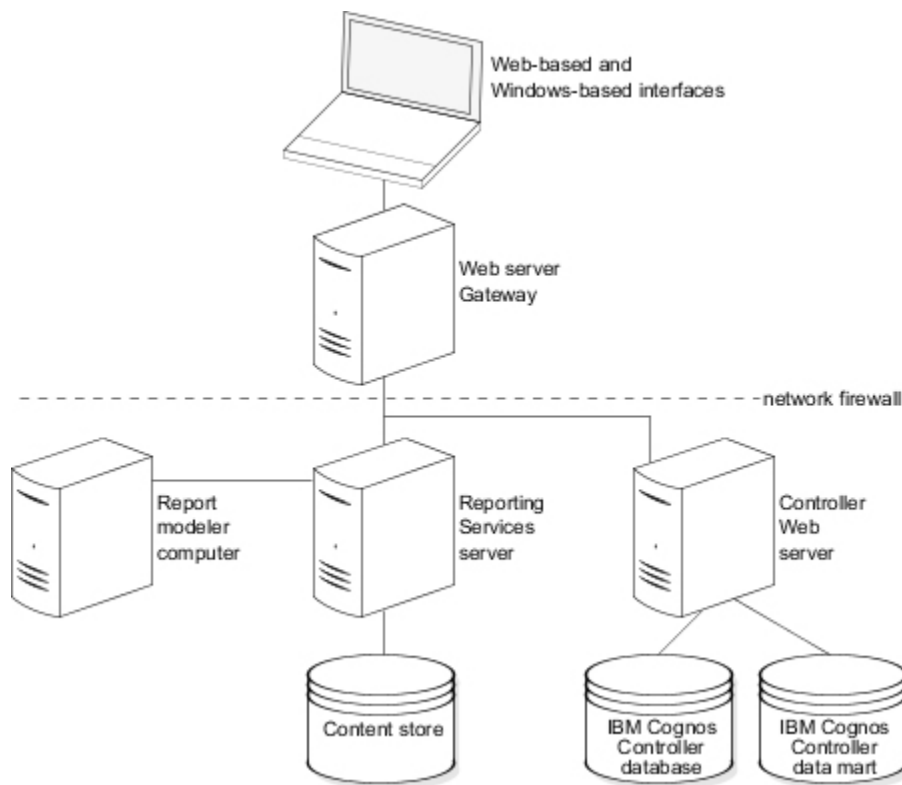 Web-based and
Windows-based interfaces
Web server
Gateway
network firewall
Report
modeler
computer
Reporting
Services
server
Controller
Web
server
Content store
IBM Cognos
Controller
database
IBM Cognos
Controller
data mart